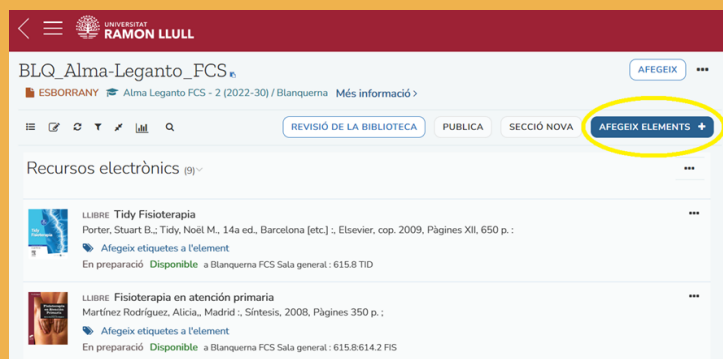 UNIVERSITAT
RAMON LLULL
BLQ_Alma-Leganto_FCS
AFEGEIX
ESBORRANY Alma Leganto FCS - 2 (2022-30) / Blanquerna Més informació >
REVISIÓ DE LA BIBLIOTECA PUBLICA SECCIÓ NOVA AFEGEIX ELEMENTS +
Recursos electrònics (9)
LLIBRE Tidy Fisioterapia
Porter, Stuart B.,; Tidy, Noël M., 14a ed., Barcelona [etc.] :, Elsevier, cop. 2009, Pàgines XII, 650 p. :
Afegeix etiquetes a l'element
En preparació Disponible a Blanquerna FCS Sala general : 615.8 TID
LLIBRE Fisioterapia en atención primaria
Martínez Rodríguez, Alicia,, Madrid :, Síntesis, 2008, Pàgines 350 p. ;
Afegeix etiquetes a l'element
En preparació Disponible a Blanquerna FCS Sala general : 615.8:614.2 FIS